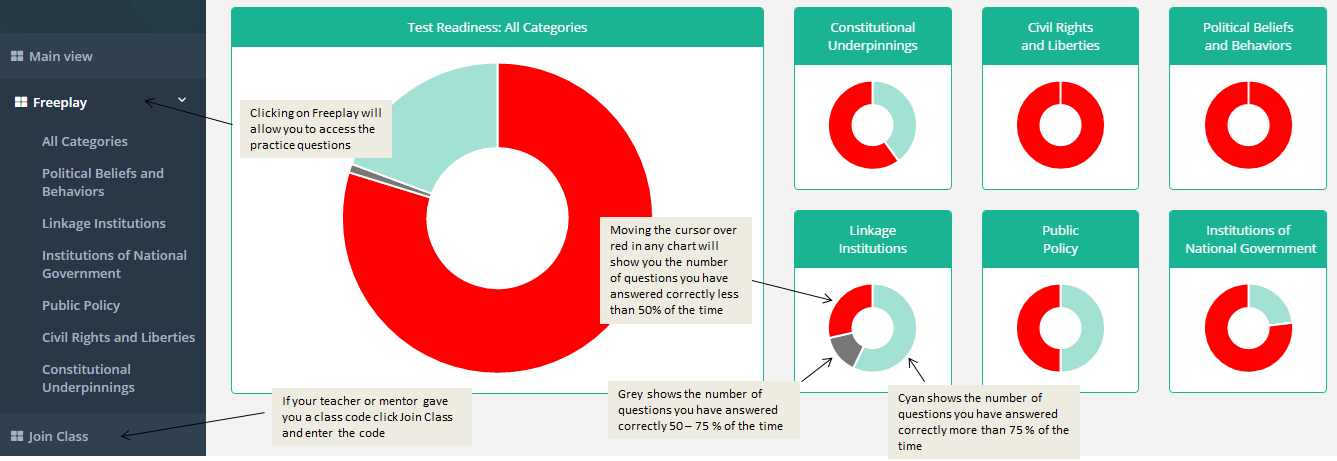 Main view
Freeplay
All Categories
Political Beliefs and
Behaviors
Linkage Institutions
Institutions of National
Government
Public Policy
Civil Rights and Liberties
Constitutional
Underpinnings
Join Class
Test Readiness: All Categories
Clicking on Freeplay will
allow you to access the
practice questions
Moving the cursor over
red in any chart will
show you the number
of questions you have
answered correctly less
than 50% of the time
If your teacher or mentor gave
you a class code click Join Class
and enter the code
Constitutional
Underpinnings
Civil Rights
and Liberties
Political Beliefs
and Behaviors
Linkage
Institutions
Public
Policy
Institutions of
National Government
Grey shows the number of
questions you have answered
correctly 50 – 75 % of the time
Cyan shows the number of
questions you have answered
correctly more than 75 % of the
time